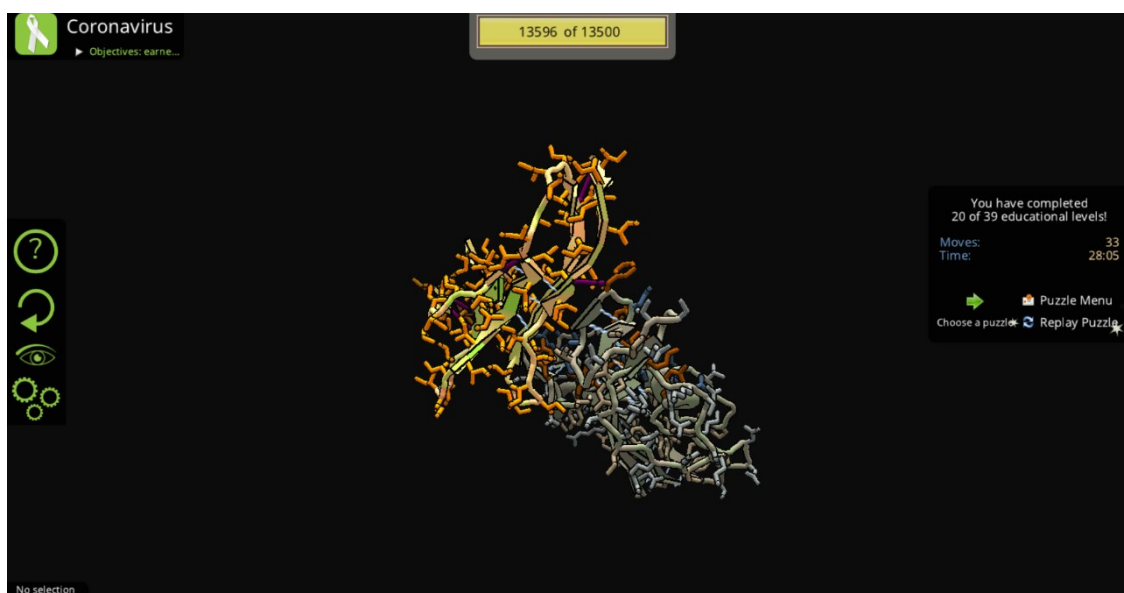 Coronavirus
▶ Objectives: earne...
13596 of 13500
You have completed
20 of 39 educational levels!
Moves: 33
Time: 28:05
Puzzle Menu
Choose a puzzle Replay Puzzle
No selection